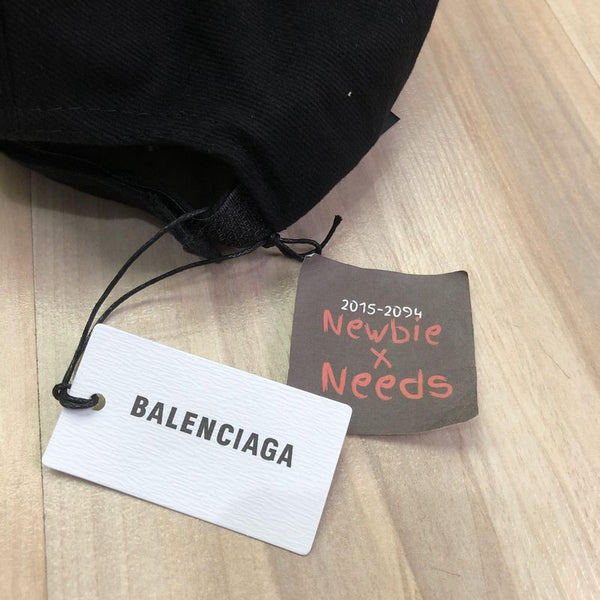 BALENCIAGA
2015-2094
Newbie
x
Needs